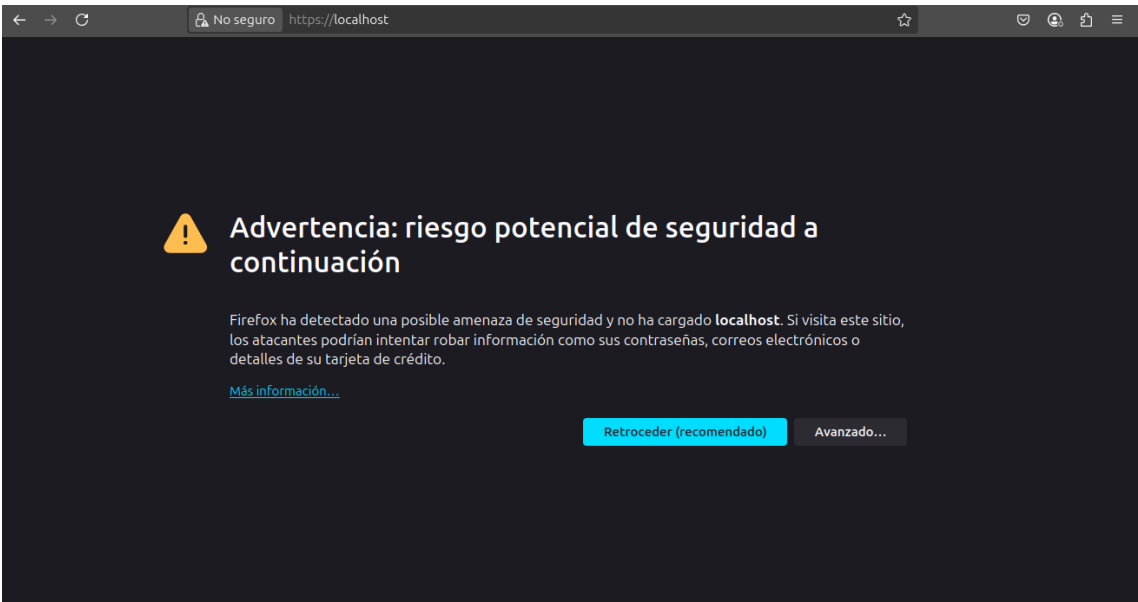 No seguro https://localhost
Advertencia: riesgo potencial de seguridad a
continuación
Firefox ha detectado una posible amenaza de seguridad y no ha cargado localhost. Si visita este sitio,
los atacantes podrían intentar robar información como sus contraseñas, correos electrónicos o
detalles de su tarjeta de crédito.
Más información...
Retroceder (recomendado) Avanzado...